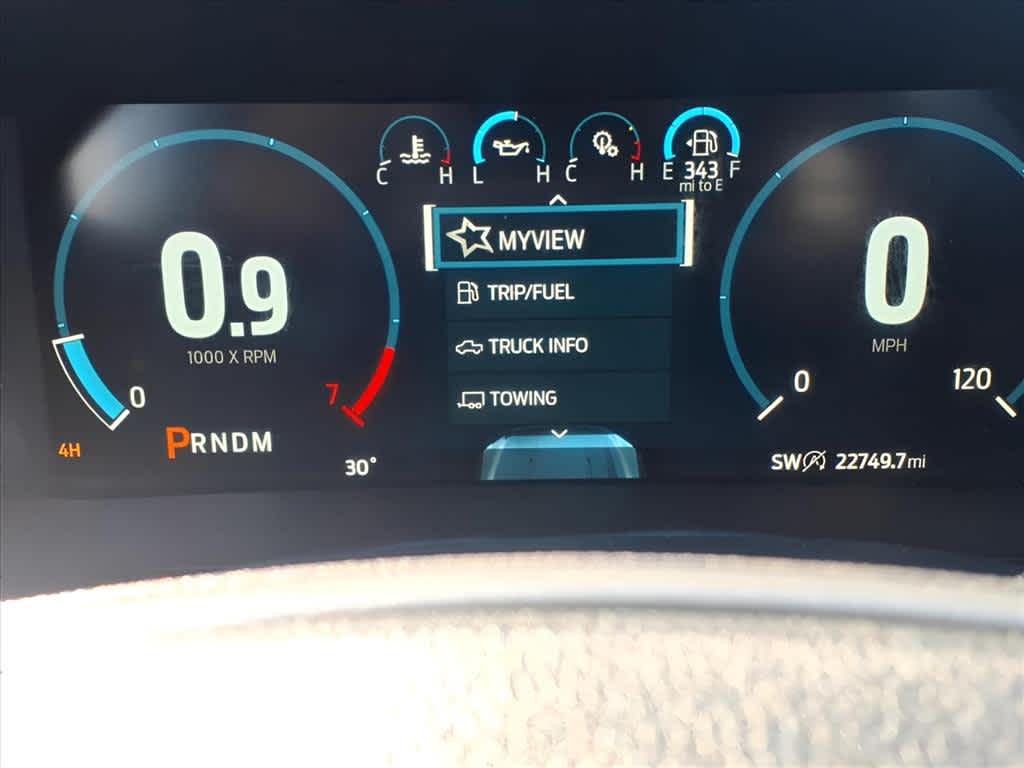 C H L H C H E 343 F
mi to E
MYVIEW
TRIP/FUEL
TRUCK INFO
TOWING
0.9
1000 X RPM
0 7
4H PRNDM 30°
0
MPH
0 120
SW 22749.7mi